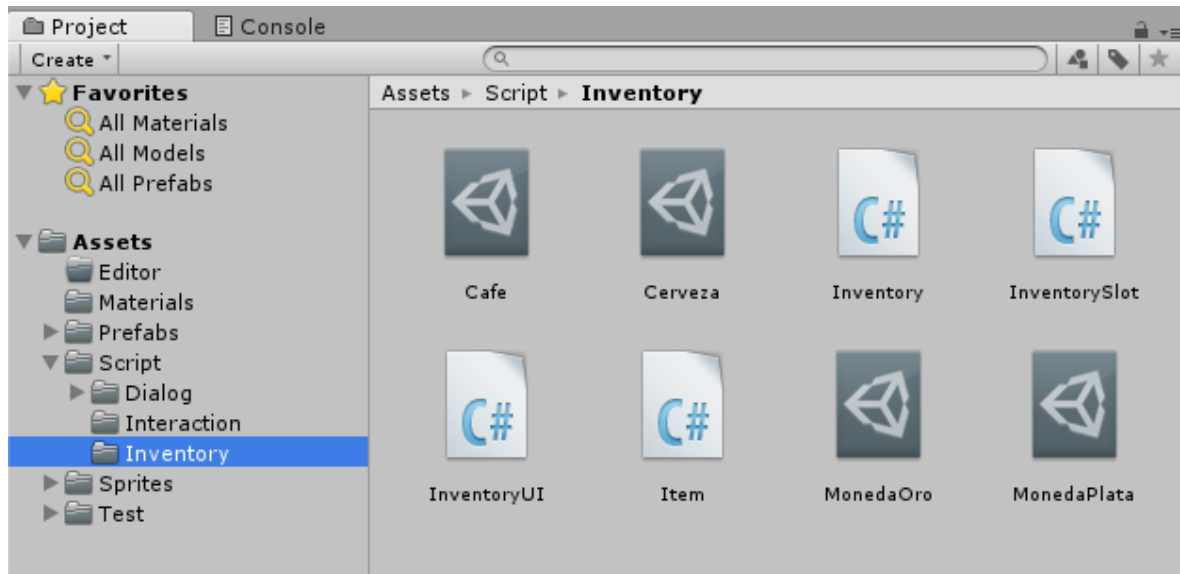 Project
Console
Create
Favorites
All Materials
All Models
All Prefabs
Assets
Editor
Materials
Prefabs
Script
Dialog
Interaction
Inventory
Sprites
Test
Assets Script Inventory
Cafe
Cerveza
C#
Inventory
C#
InventorySlot
C#
InventoryUI
C#
Item
MonedaOro
MonedaPlata